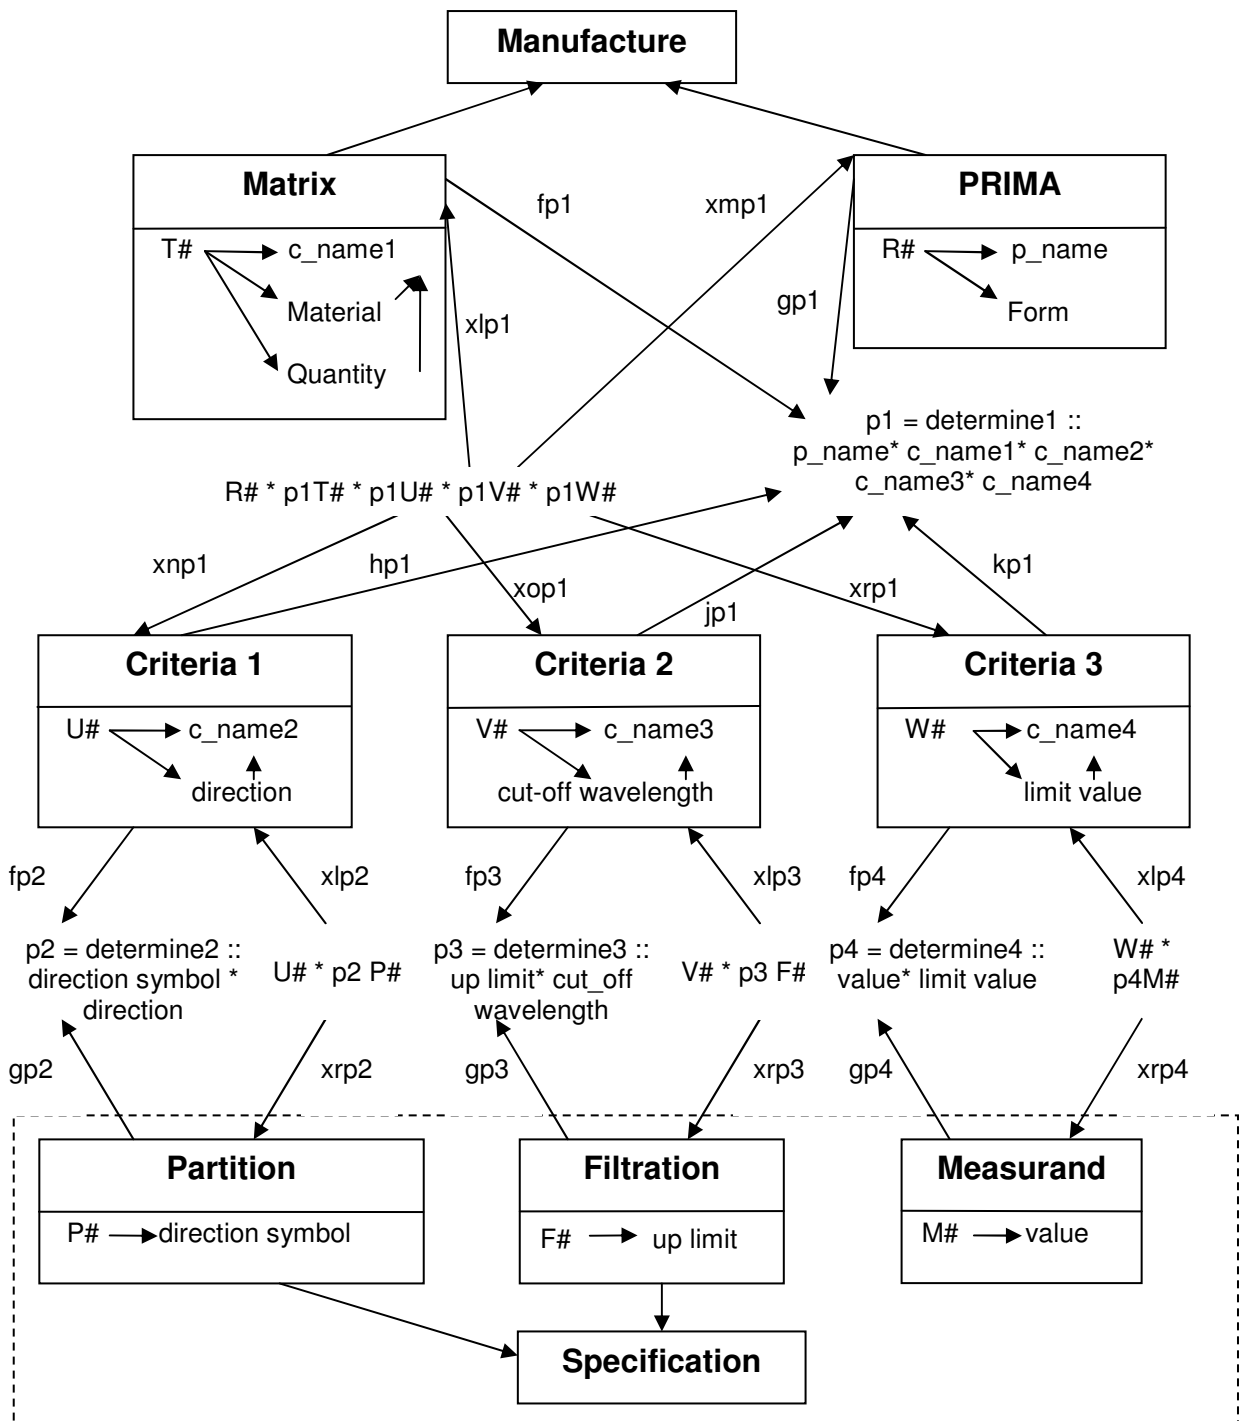 Manufacture
Matrix
T# c_name1
Material
Quantity
fp1
xmp1
PRIMA
R# p_name
Form
xlp1
gp1
p1 = determine1 ::
p_name* c_name1* c_name2*
c_name3* c_name4
R# * p1T# * p1U# * p1V# * p1W#
xnp1
hp1
xop1
jp1
xrp1
kp1
Criteria 1
U# c_name2
direction
Criteria 2
V# c_name3
cut-off wavelength
Criteria 3
W# c_name4
limit value
fp2
xlp2
fp3
xlp3
fp4
xlp4
p2 = determine2 ::
direction symbol *
direction
U# * p2 P#
p3 = determine3 ::
up limit* cut_off
wavelength
V# * p3 F#
p4 = determine4 ::
value* limit value
W# *
p4M#
gp2
xrp2
gp3
xrp3
gp4
xrp4
Partition
P# direction symbol
Filtration
F# up limit
Measurand
M# value
Specification